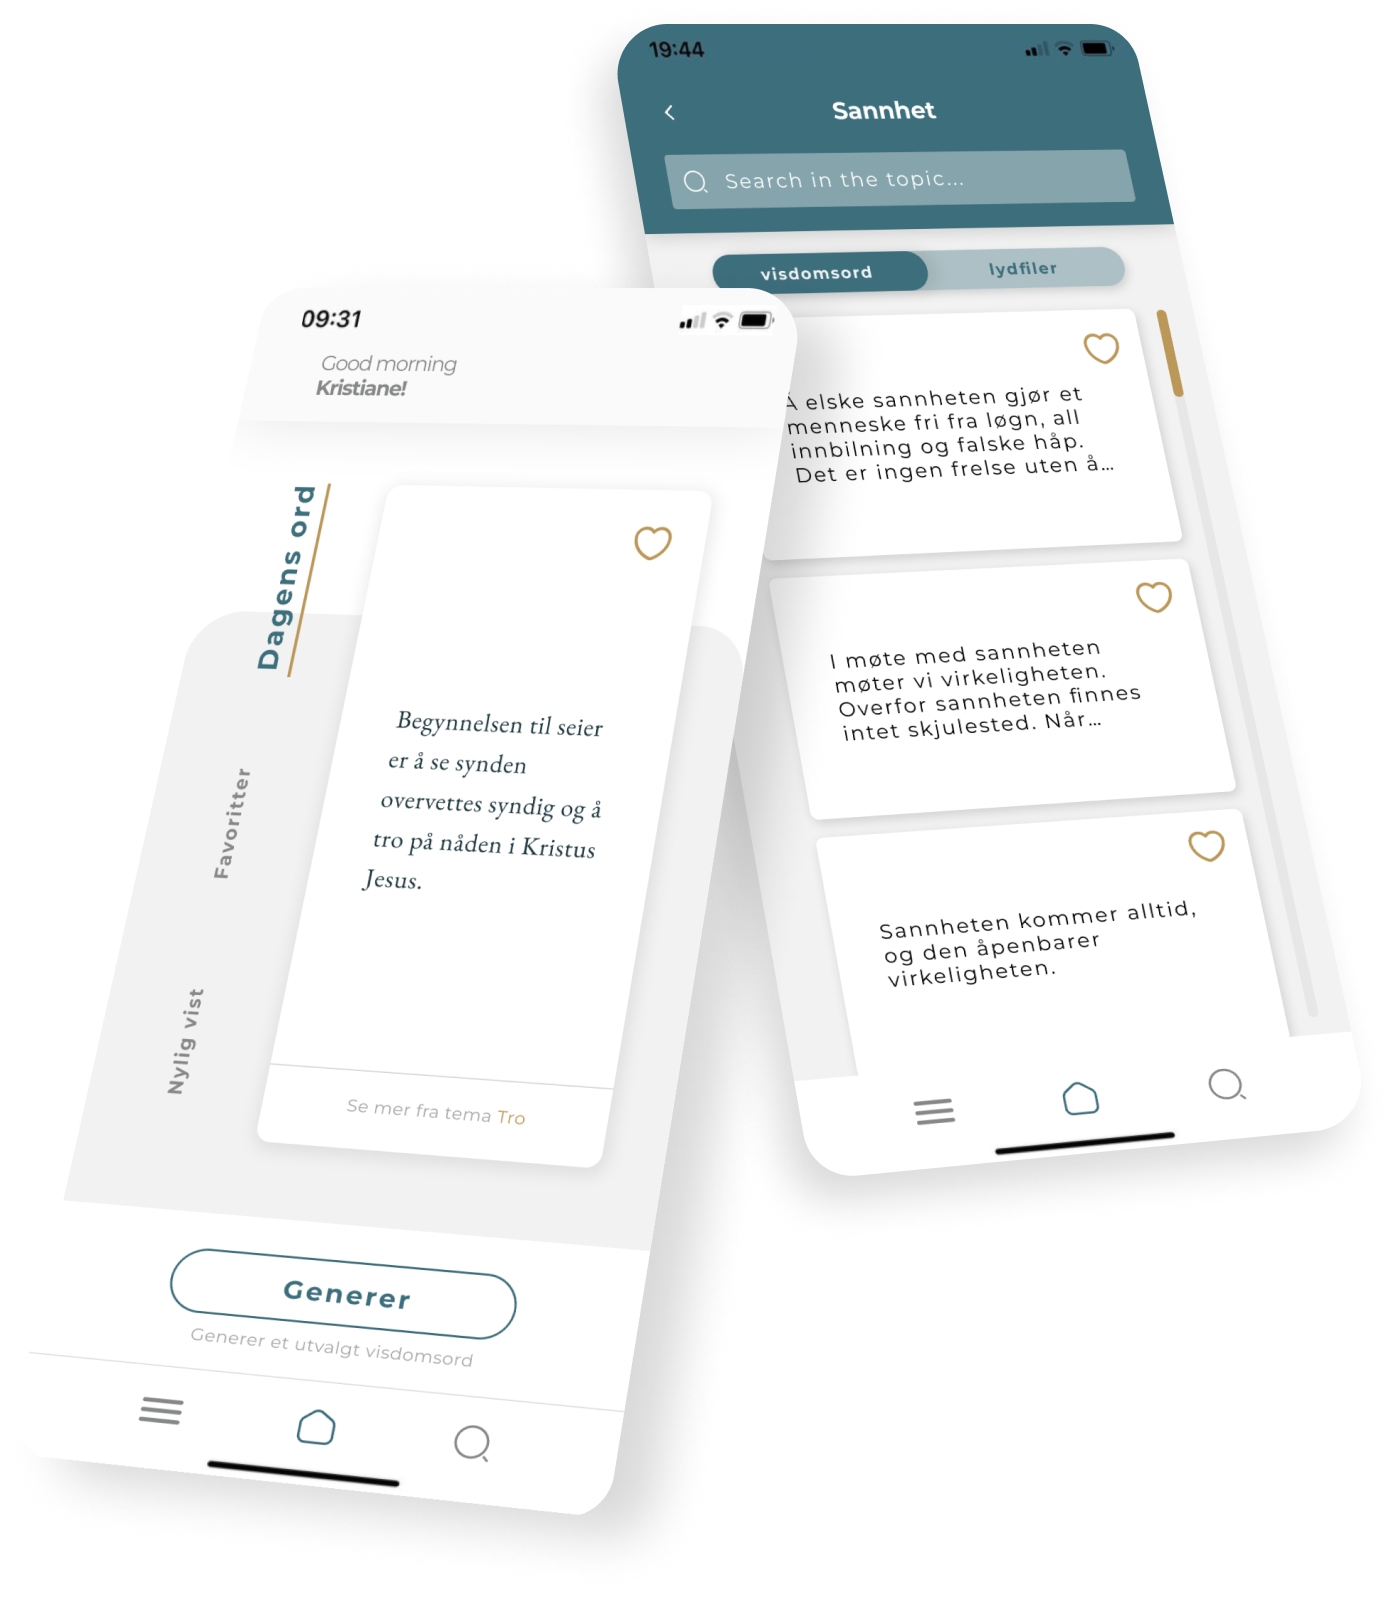 19:44
Sannhet
Search in the topic...
visdomsord
lydfiler
Å elske sannheten gjør et
menneske fri fra løgn, all
innbilning og falske håp.
Det er ingen frelse uten å...
I møte med sannheten
møter vi virkeligheten.
Overfor sannheten finnes
intet skjulested. Når...
Sannheten kommer alltid,
og den åpenbarer
virkeligheten.
09:31
Good morning
Kristiane!
Dagens ord
Favoritter
Nylig vist
Begynnelsen til seier
er å se synden
overvettes syndig og å
tro på nåden i Kristus
Jesus.
Se mer fra tema Tro
Generer
Generer et utvalgt visdomsord